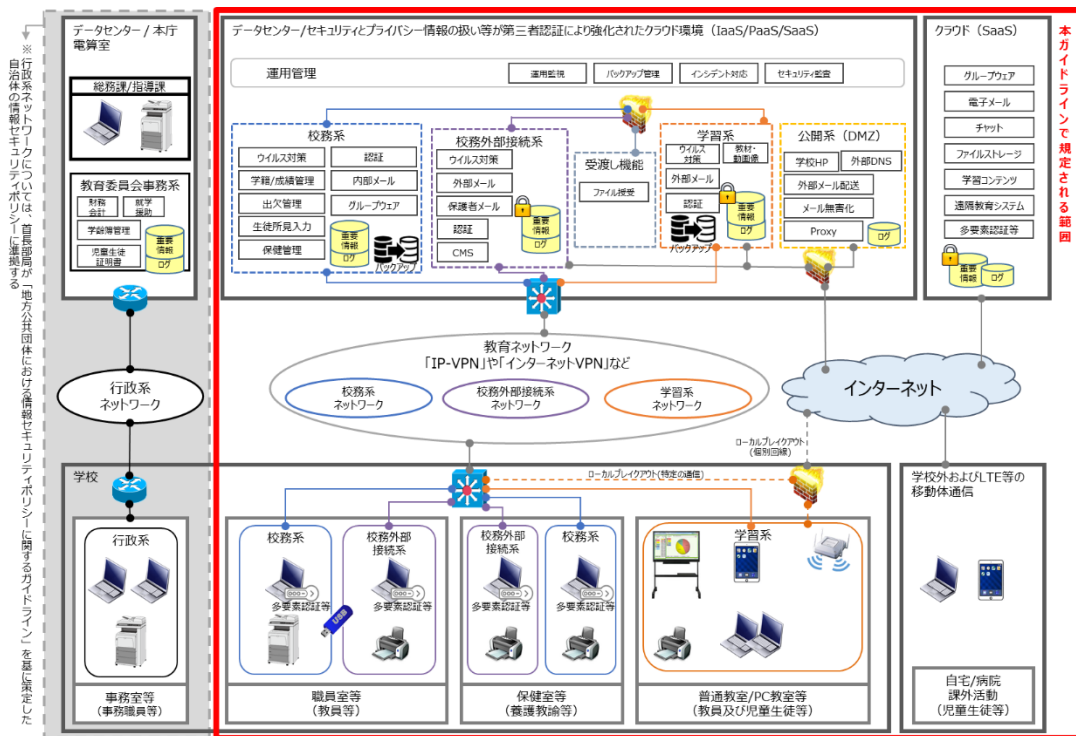 ※行政系ネットワークについては、首長部局が「地方公共団体における情報セキュリティポリシーに関するガイドライン」を基に策定した
自治体の情報セキュリティポリシーに準拠する
データセンター / 本庁
電算室
総務課/指導課
教育委員会事務系
財務
会計
就学
援助
学齢簿管理
児童生徒
証明書
重要
情報
ログ
行政系
ネットワーク
データセンター/セキュリティとプライバシー情報の扱い等が第三者認証により強化されたクラウド環境（IaaS/PaaS/SaaS）
運用管理
運用監視
バックアップ管理
インシデント対応
セキュリティ監査
校務系
ウイルス対策
認証
学籍/成績管理
内部メール
出欠管理
グループウェア
生徒所見入力
保健管理
重要
情報
ログ
バックアップ
校務外部接続系
ウイルス対策
外部メール
保護者メール
認証
CMS
重要
情報
ログ
受渡し機能
ファイル授受
学習系
ウイルス
対策
教材・
動画像
外部メール
認証
重要
情報
ログ
バックアップ
公開系（DMZ）
学校HP
外部DNS
外部メール配送
メール無害化
Proxy
ログ
クラウド（SaaS）
グループウェア
電子メール
チャット
ファイルストレージ
学習コンテンツ
遠隔教育システム
多要素認証等
重要
情報
ログ
本ガイドラインで規定される範囲
教育ネットワーク
「IP-VPN」や「インターネットVPN」など
校務系
ネットワーク
校務外部接続系
ネットワーク
学習系
ネットワーク
インターネット
ローカルブレイクアウト
(個別回線)
学校
ローカルブレイクアウト(特定の通信)
行政系
事務室等
（事務職員等）
校務系
多要素認証等
USB
校務外部
接続系
多要素認証等
職員室等
（教員等）
校務外部
接続系
多要素認証等
校務系
多要素認証等
保健室等
（養護教諭等）
学習系
普通教室/PC教室等
（教員及び児童生徒等）
学校外およびLTE等の
移動体通信
自宅/病院
課外活動
（児童生徒等）